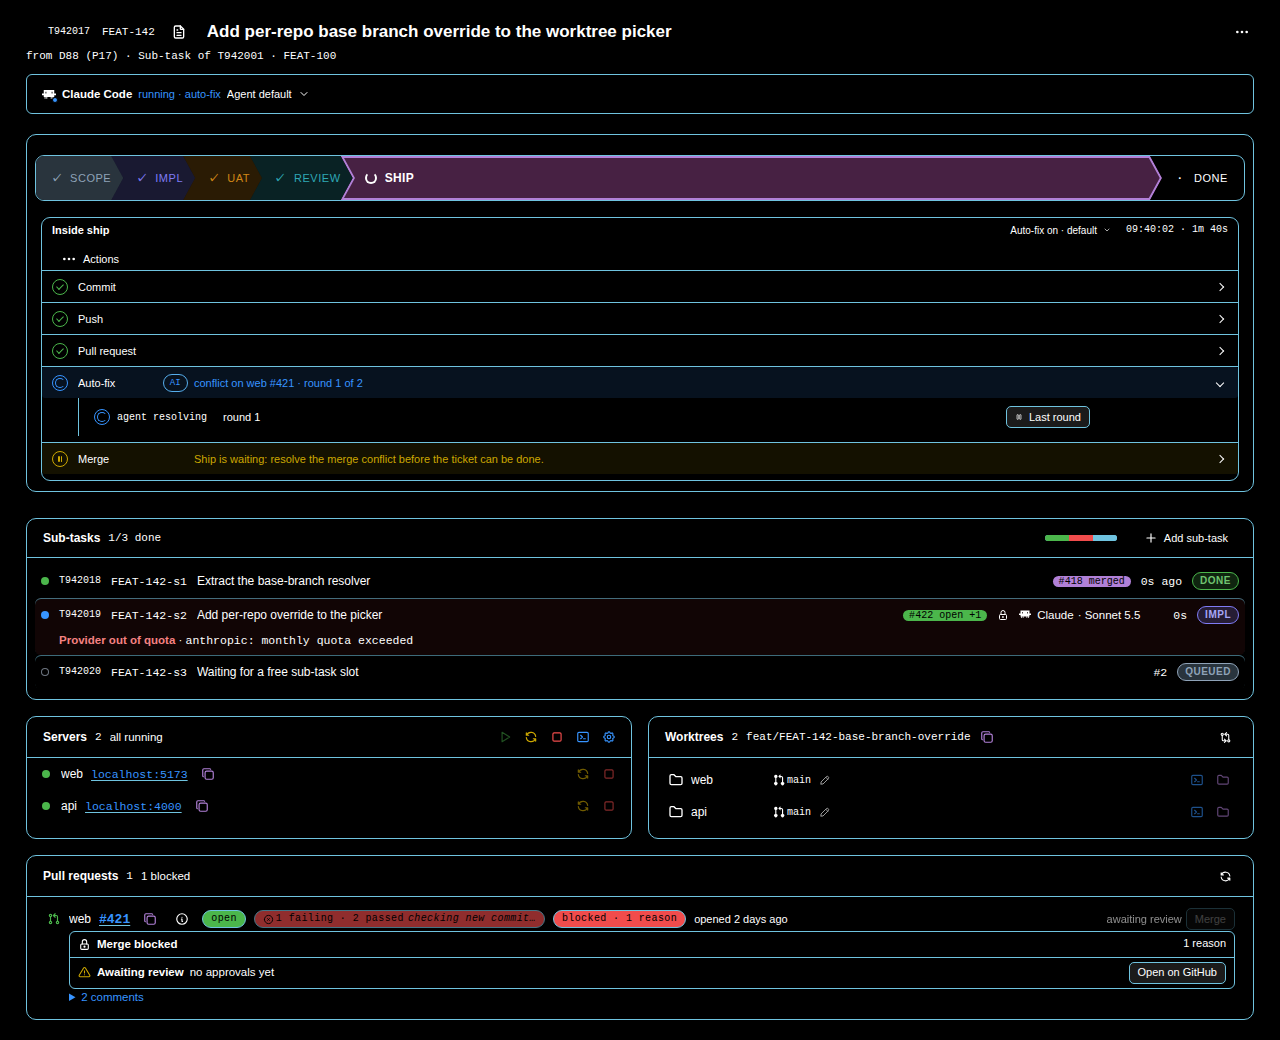 T942017 FEAT-142 Add per-repo base branch override to the worktree picker
from D88 (P17) · Sub-task of T942001 · FEAT-100
Claude Code running · auto-fix Agent default
SCOPE IMPL UAT REVIEW SHIP · DONE
Inside ship Auto-fix on · default 09:40:02 · 1m 40s
Actions
Commit
Push
Pull request
Auto-fix AI conflict on web #421 · round 1 of 2
agent resolving round 1 Last round
Merge Ship is waiting: resolve the merge conflict before the ticket can be done.
Sub-tasks 1/3 done Add sub-task
T942018 FEAT-142-s1 Extract the base-branch resolver #418 merged 0s ago DONE
T942019 FEAT-142-s2 Add per-repo override to the picker #422 open +1 Claude · Sonnet 5.5 0s IMPL
Provider out of quota · anthropic: monthly quota exceeded
T942020 FEAT-142-s3 Waiting for a free sub-task slot #2 QUEUED
Servers 2 all running
web localhost:5173
api localhost:4000
Worktrees 2 feat/FEAT-142-base-branch-override
web main
api main
Pull requests 1 1 blocked
web #421 open 1 failing · 2 passed checking new commit… blocked · 1 reason opened 2 days ago awaiting review Merge
Merge blocked 1 reason
Awaiting review no approvals yet Open on GitHub
2 comments